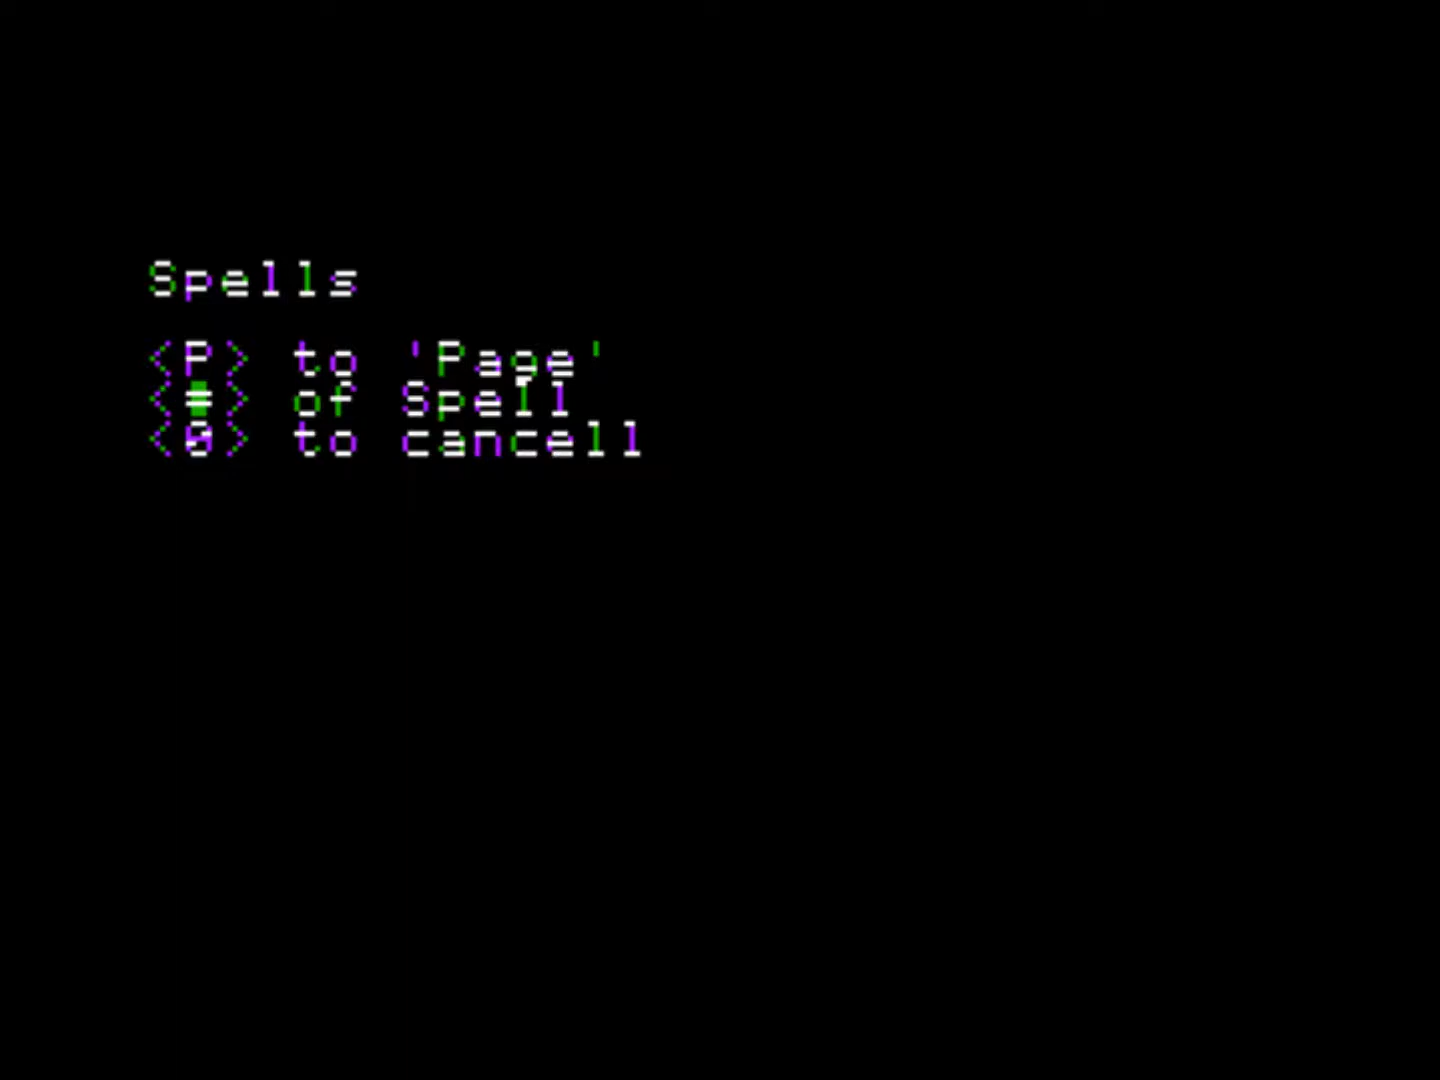 Spells
<P> to 'Page'
<#> of Spell
<0> to cancell